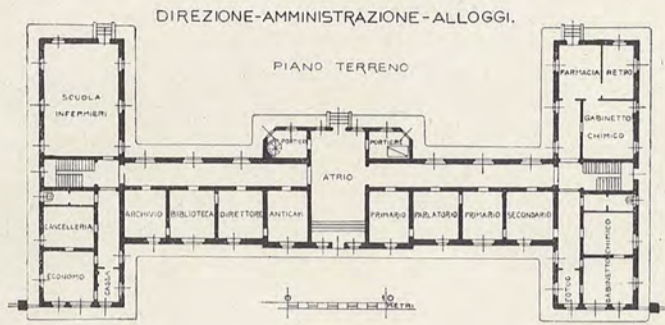 DIREZIONE-AMMINISTRAZIONE-ALLOGGI.
PIANO TERRENO
SCUOLA
INFERMIERI
FARMACIA
RETRO
GABINETTO
CHIMICO
PORTIERE
PORTIERE
ATRIO
CANCELLERIA
ECONOMO
CASSA
ARCHIVIO
BIBLIOTECA
DIRETTORE
ANTICAM
PRIMARIO
PARLATORIO
PRIMARIO
SECONDARIO
GABINETTO CHIMICO
FOTOG
METRI